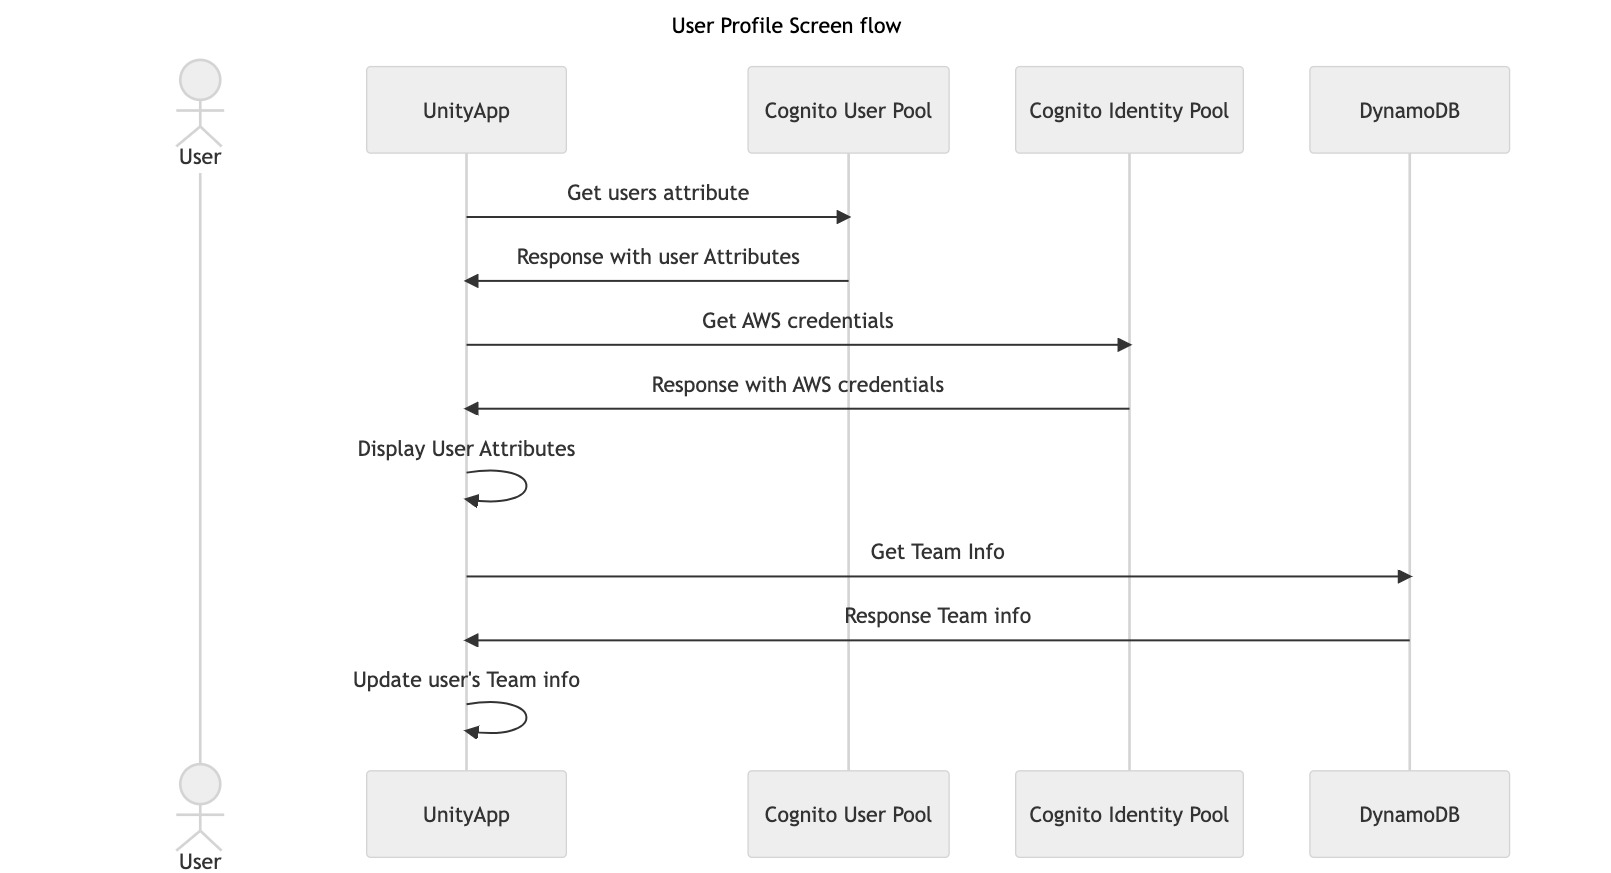 User Profile Screen flow
User
UnityApp
Cognito User Pool
Cognito Identity Pool
DynamoDB
Get users attribute
Response with user Attributes
Get AWS credentials
Response with AWS credentials
Display User Attributes
Get Team Info
Response Team info
Update user's Team info
User
UnityApp
Cognito User Pool
Cognito Identity Pool
DynamoDB